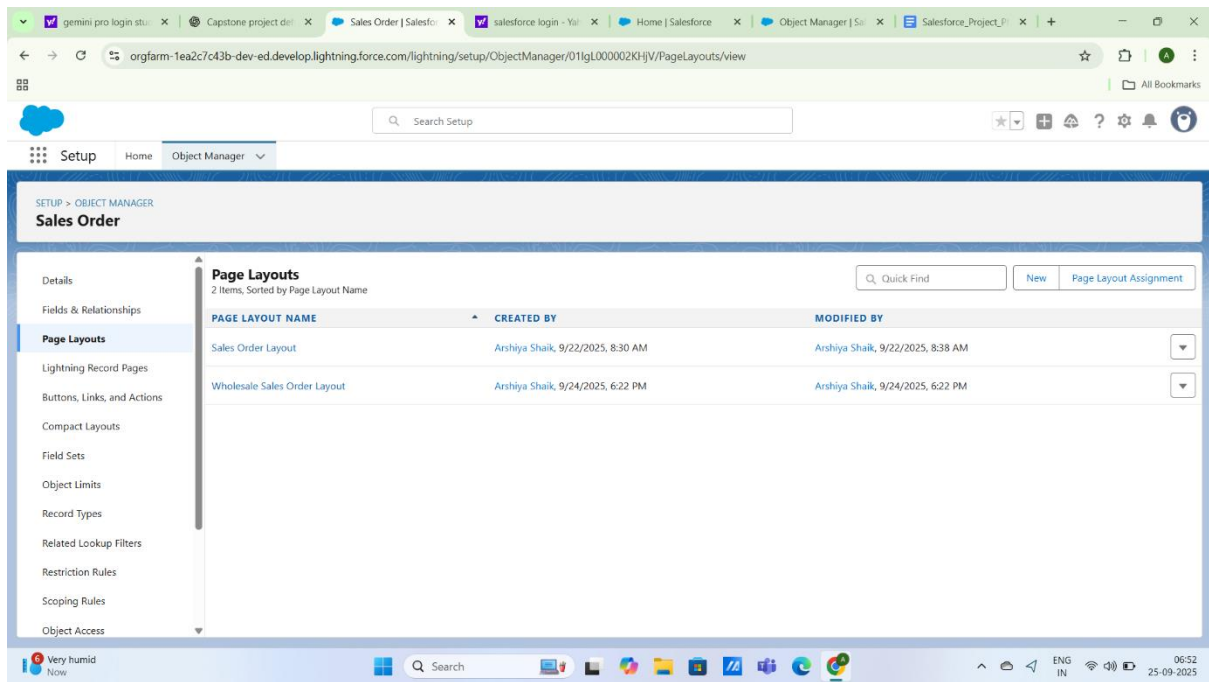 gemini pro login stu
Capstone project det
Sales Order | Salesfor
salesforce login - Yah
Home | Salesforce
Object Manager | Sal
Salesforce_Project_P
orgfarm-1ea2c7c43b-dev-ed.develop.lightning.force.com/lightning/setup/ObjectManager/01IgL000002KHjV/PageLayouts/view
A
All Bookmarks
Search Setup
Setup Home Object Manager
SETUP > OBJECT MANAGER
Sales Order
Details
Fields & Relationships
Page Layouts
Lightning Record Pages
Buttons, Links, and Actions
Compact Layouts
Field Sets
Object Limits
Record Types
Related Lookup Filters
Restriction Rules
Scoping Rules
Object Access
Page Layouts
2 Items, Sorted by Page Layout Name
Quick Find
New
Page Layout Assignment
PAGE LAYOUT NAME CREATED BY MODIFIED BY
Sales Order Layout Arshiya Shaik, 9/22/2025, 8:30 AM Arshiya Shaik, 9/22/2025, 8:38 AM
Wholesale Sales Order Layout Arshiya Shaik, 9/24/2025, 6:22 PM Arshiya Shaik, 9/24/2025, 6:22 PM
6
Very humid
Now
Search
ENG
IN
06:52
25-09-2025